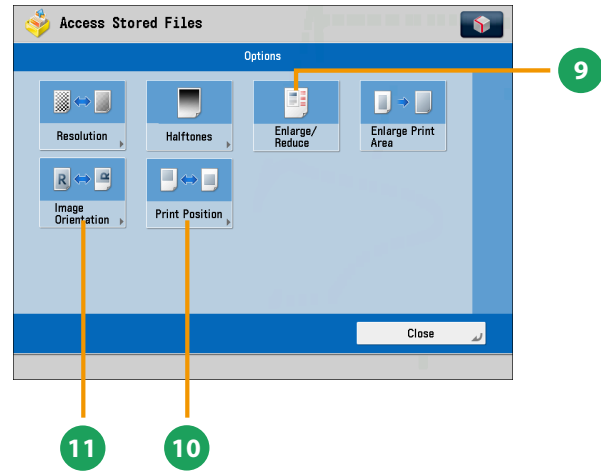 Access Stored Files
Options
9
Resolution
Halftones
Enlarge/
Reduce
Enlarge Print
Area
R
R
Image
Orientation
Print Position
Close
11
10